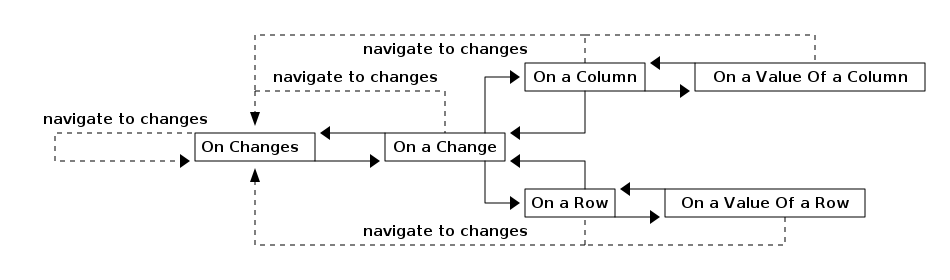 navigate to changes
On a Column
On a Value Of a Column
navigate to changes
navigate to changes
On Changes
On a Change
On a Row
On a Value Of a Row
navigate to changes